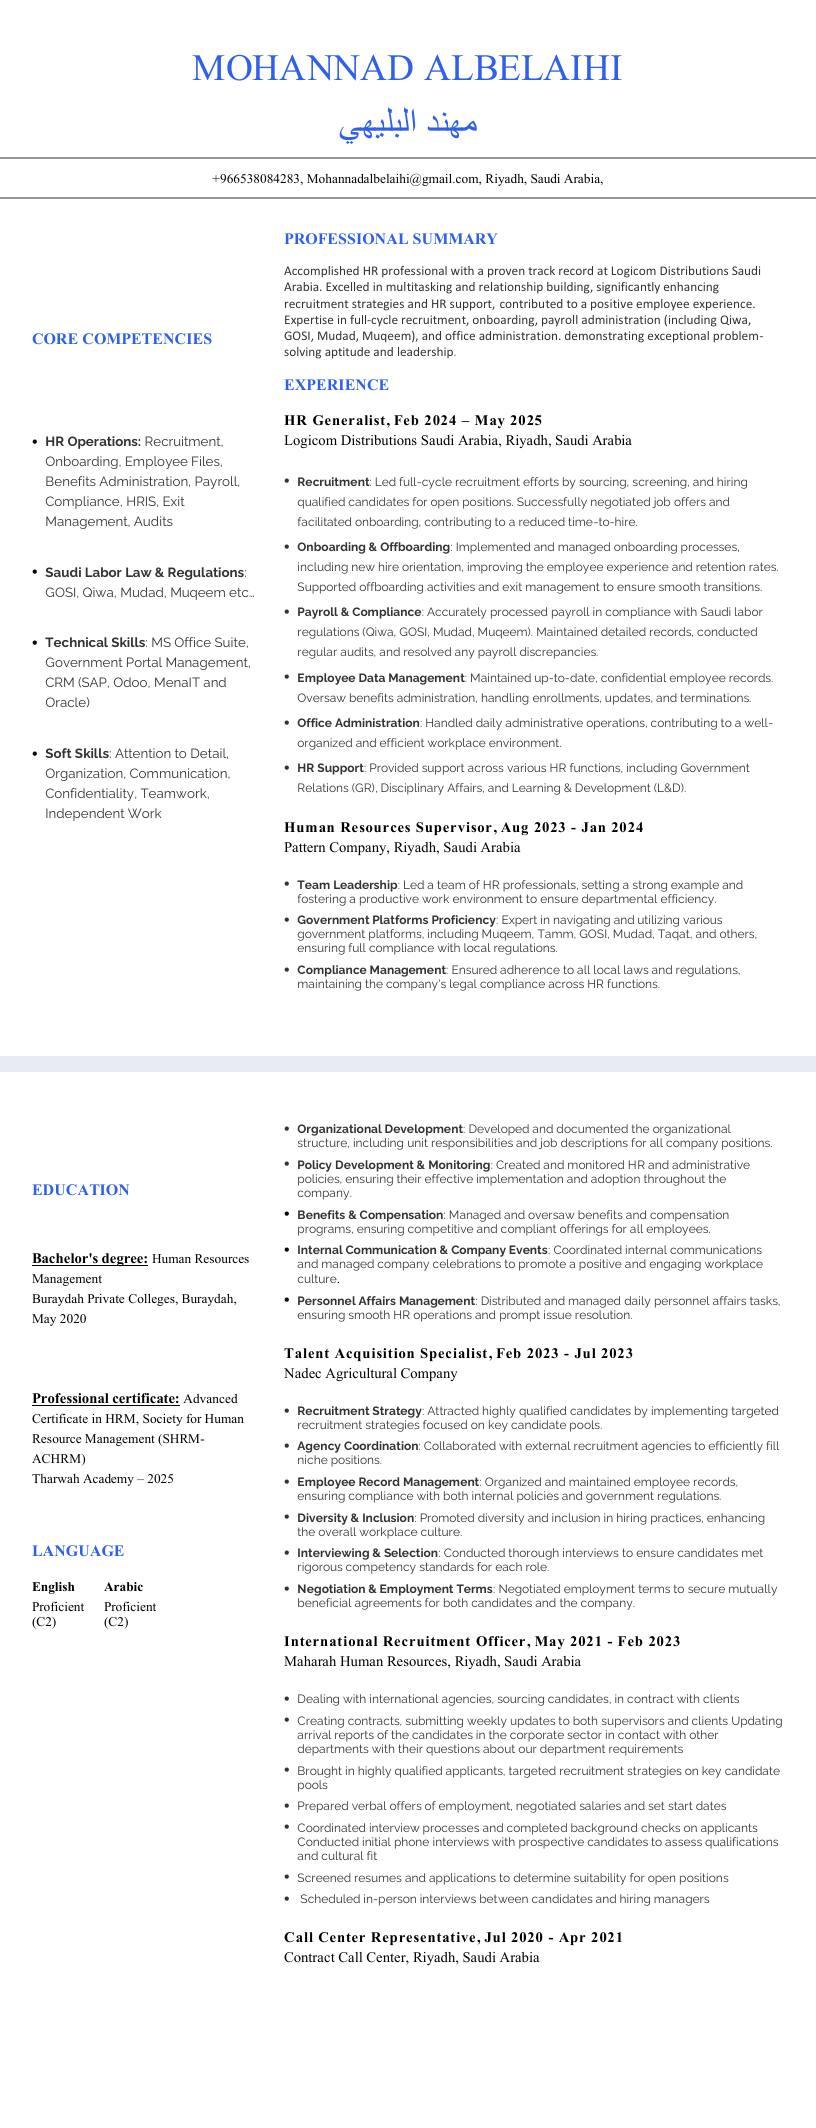 MOHANNAD ALBELAIHI
مهند البليهي
+966538084283, Mohannadalbelaihi@gmail.com, Riyadh, Saudi Arabia,
CORE COMPETENCIES
• HR Operations: Recruitment,
Onboarding, Employee Files,
Benefits Administration, Payroll,
Compliance, HRIS, Exit
Management, Audits
• Saudi Labor Law & Regulations:
GOSI, Qiwa, Mudad, Muqeem etc…
• Technical Skills: MS Office Suite,
Government Portal Management,
CRM (SAP, Odoo, MenaIT and
Oracle)
• Soft Skills: Attention to Detail,
Organization, Communication,
Confidentiality, Teamwork,
Independent Work
PROFESSIONAL SUMMARY
Accomplished HR professional with a proven track record at Logicom Distributions Saudi
Arabia. Excelled in multitasking and relationship building, significantly enhancing
recruitment strategies and HR support, contributed to a positive employee experience.
Expertise in full-cycle recruitment, onboarding, payroll administration (including Qiwa,
GOSI, Mudad, Muqeem), and office administration. demonstrating exceptional problem-
solving aptitude and leadership.
EXPERIENCE
HR Generalist, Feb 2024 – May 2025
Logicom Distributions Saudi Arabia, Riyadh, Saudi Arabia
• Recruitment: Led full-cycle recruitment efforts by sourcing, screening, and hiring
qualified candidates for open positions. Successfully negotiated job offers and
facilitated onboarding, contributing to a reduced time-to-hire.
• Onboarding & Offboarding: Implemented and managed onboarding processes,
including new hire orientation, improving the employee experience and retention rates.
Supported offboarding activities and exit management to ensure smooth transitions.
• Payroll & Compliance: Accurately processed payroll in compliance with Saudi labor
regulations (Qiwa, GOSI, Mudad, Muqeem). Maintained detailed records, conducted
regular audits, and resolved any payroll discrepancies.
• Employee Data Management: Maintained up-to-date, confidential employee records.
Oversaw benefits administration, handling enrollments, updates, and terminations.
• Office Administration: Handled daily administrative operations, contributing to a well-
organized and efficient workplace environment.
• HR Support: Provided support across various HR functions, including Government
Relations (GR), Disciplinary Affairs, and Learning & Development (L&D).
Human Resources Supervisor, Aug 2023 - Jan 2024
Pattern Company, Riyadh, Saudi Arabia
• Team Leadership: Led a team of HR professionals, setting a strong example and
fostering a productive work environment to ensure departmental efficiency.
• Government Platforms Proficiency: Expert in navigating and utilizing various
government platforms, including Muqeem, Tamm, GOSI, Mudad, Taqat, and others,
ensuring full compliance with local regulations.
• Compliance Management: Ensured adherence to all local laws and regulations,
maintaining the company's legal compliance across HR functions.
EDUCATION
Bachelor's degree: Human Resources
Management
Buraydah Private Colleges, Buraydah,
May 2020
Professional certificate: Advanced
Certificate in HRM, Society for Human
Resource Management (SHRM-
ACHRM)
Tharwah Academy – 2025
LANGUAGE
English Arabic
Proficient Proficient
(C2) (C2)
• Organizational Development: Developed and documented the organizational
structure, including unit responsibilities and job descriptions for all company positions.
• Policy Development & Monitoring: Created and monitored HR and administrative
policies, ensuring their effective implementation and adoption throughout the
company.
• Benefits & Compensation: Managed and oversaw benefits and compensation
programs, ensuring competitive and compliant offerings for all employees.
• Internal Communication & Company Events: Coordinated internal communications
and managed company celebrations to promote a positive and engaging workplace
culture.
• Personnel Affairs Management: Distributed and managed daily personnel affairs tasks,
ensuring smooth HR operations and prompt issue resolution.
Talent Acquisition Specialist, Feb 2023 - Jul 2023
Nadec Agricultural Company
• Recruitment Strategy: Attracted highly qualified candidates by implementing targeted
recruitment strategies focused on key candidate pools.
• Agency Coordination: Collaborated with external recruitment agencies to efficiently fill
niche positions.
• Employee Record Management: Organized and maintained employee records,
ensuring compliance with both internal policies and government regulations.
• Diversity & Inclusion: Promoted diversity and inclusion in hiring practices, enhancing
the overall workplace culture.
• Interviewing & Selection: Conducted thorough interviews to ensure candidates met
rigorous competency standards for each role.
• Negotiation & Employment Terms: Negotiated employment terms to secure mutually
beneficial agreements for both candidates and the company.
International Recruitment Officer, May 2021 - Feb 2023
Maharah Human Resources, Riyadh, Saudi Arabia
• Dealing with international agencies, sourcing candidates, in contract with clients
• Creating contracts, submitting weekly updates to both supervisors and clients Updating
arrival reports of the candidates in the corporate sector in contact with other
departments with their questions about our department requirements
• Brought in highly qualified applicants, targeted recruitment strategies on key candidate
pools
• Prepared verbal offers of employment, negotiated salaries and set start dates
• Coordinated interview processes and completed background checks on applicants
Conducted initial phone interviews with prospective candidates to assess qualifications
and cultural fit
• Screened resumes and applications to determine suitability for open positions
• Scheduled in-person interviews between candidates and hiring managers
Call Center Representative, Jul 2020 - Apr 2021
Contract Call Center, Riyadh, Saudi Arabia